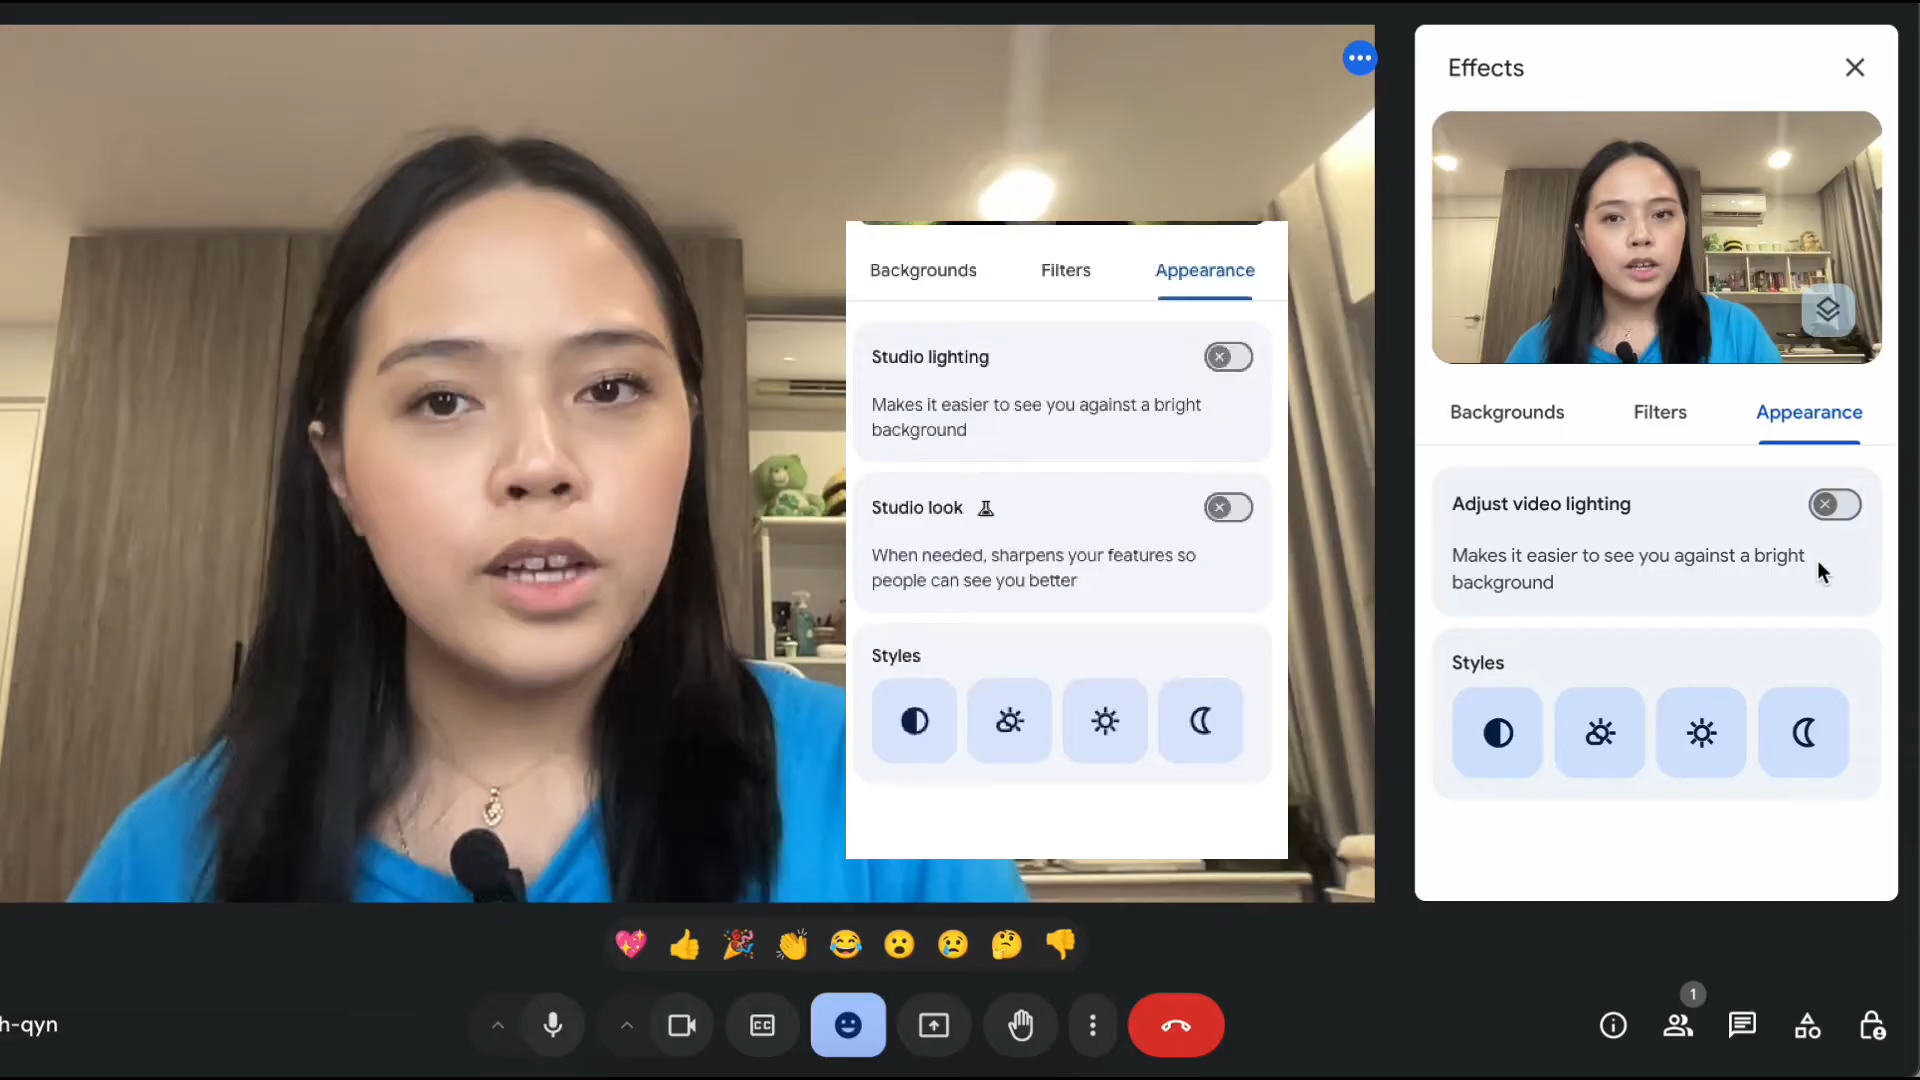 Effects
Backgrounds Filters Appearance
Studio lighting
Makes it easier to see you against a bright
background
Studio look
When needed, sharpens your features so
people can see you better
Styles
Backgrounds Filters Appearance
Adjust video lighting
Makes it easier to see you against a bright
background
Styles
h-qyn
CC
1